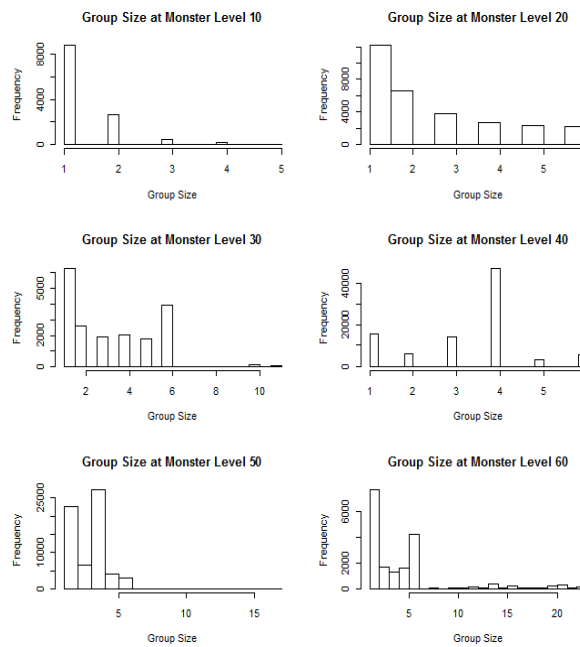 Group Size at Monster Level 10
Frequency
0
4000
8000
1 2 3 4 5
Group Size
Group Size at Monster Level 20
Frequency
0
4000
8000
1 2 3 4 5
Group Size
Group Size at Monster Level 30
Frequency
0
2000
5000
2 4 6 8 10
Group Size
Group Size at Monster Level 40
Frequency
0
20000
40000
1 2 3 4 5
Group Size
Group Size at Monster Level 50
Frequency
0
10000
25000
5 10 15
Group Size
Group Size at Monster Level 60
Frequency
0
2000
6000
5 10 15 20
Group Size